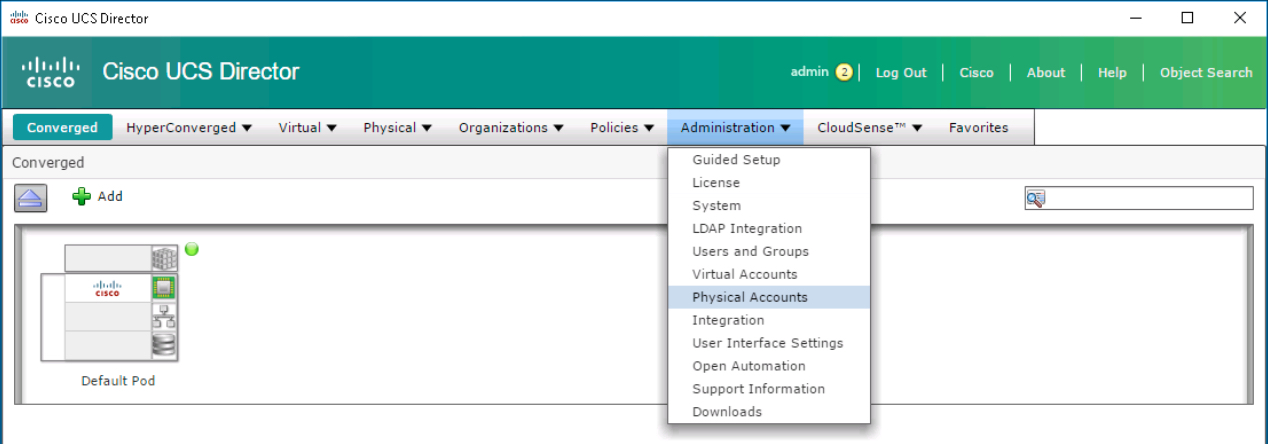 Cisco UCS Director
CISCO Cisco UCS Director admin 2 | Log Out | Cisco | About | Help | Object Search
Converged HyperConverged ▼ Virtual ▼ Physical ▼ Organizations ▼ Policies ▼ Administration ▼ CloudSense™ ▼ Favorites
Converged
Add
Guided Setup
License
System
LDAP Integration
Users and Groups
Virtual Accounts
Physical Accounts
Integration
User Interface Settings
Open Automation
Support Information
Downloads
CISCO
Default Pod